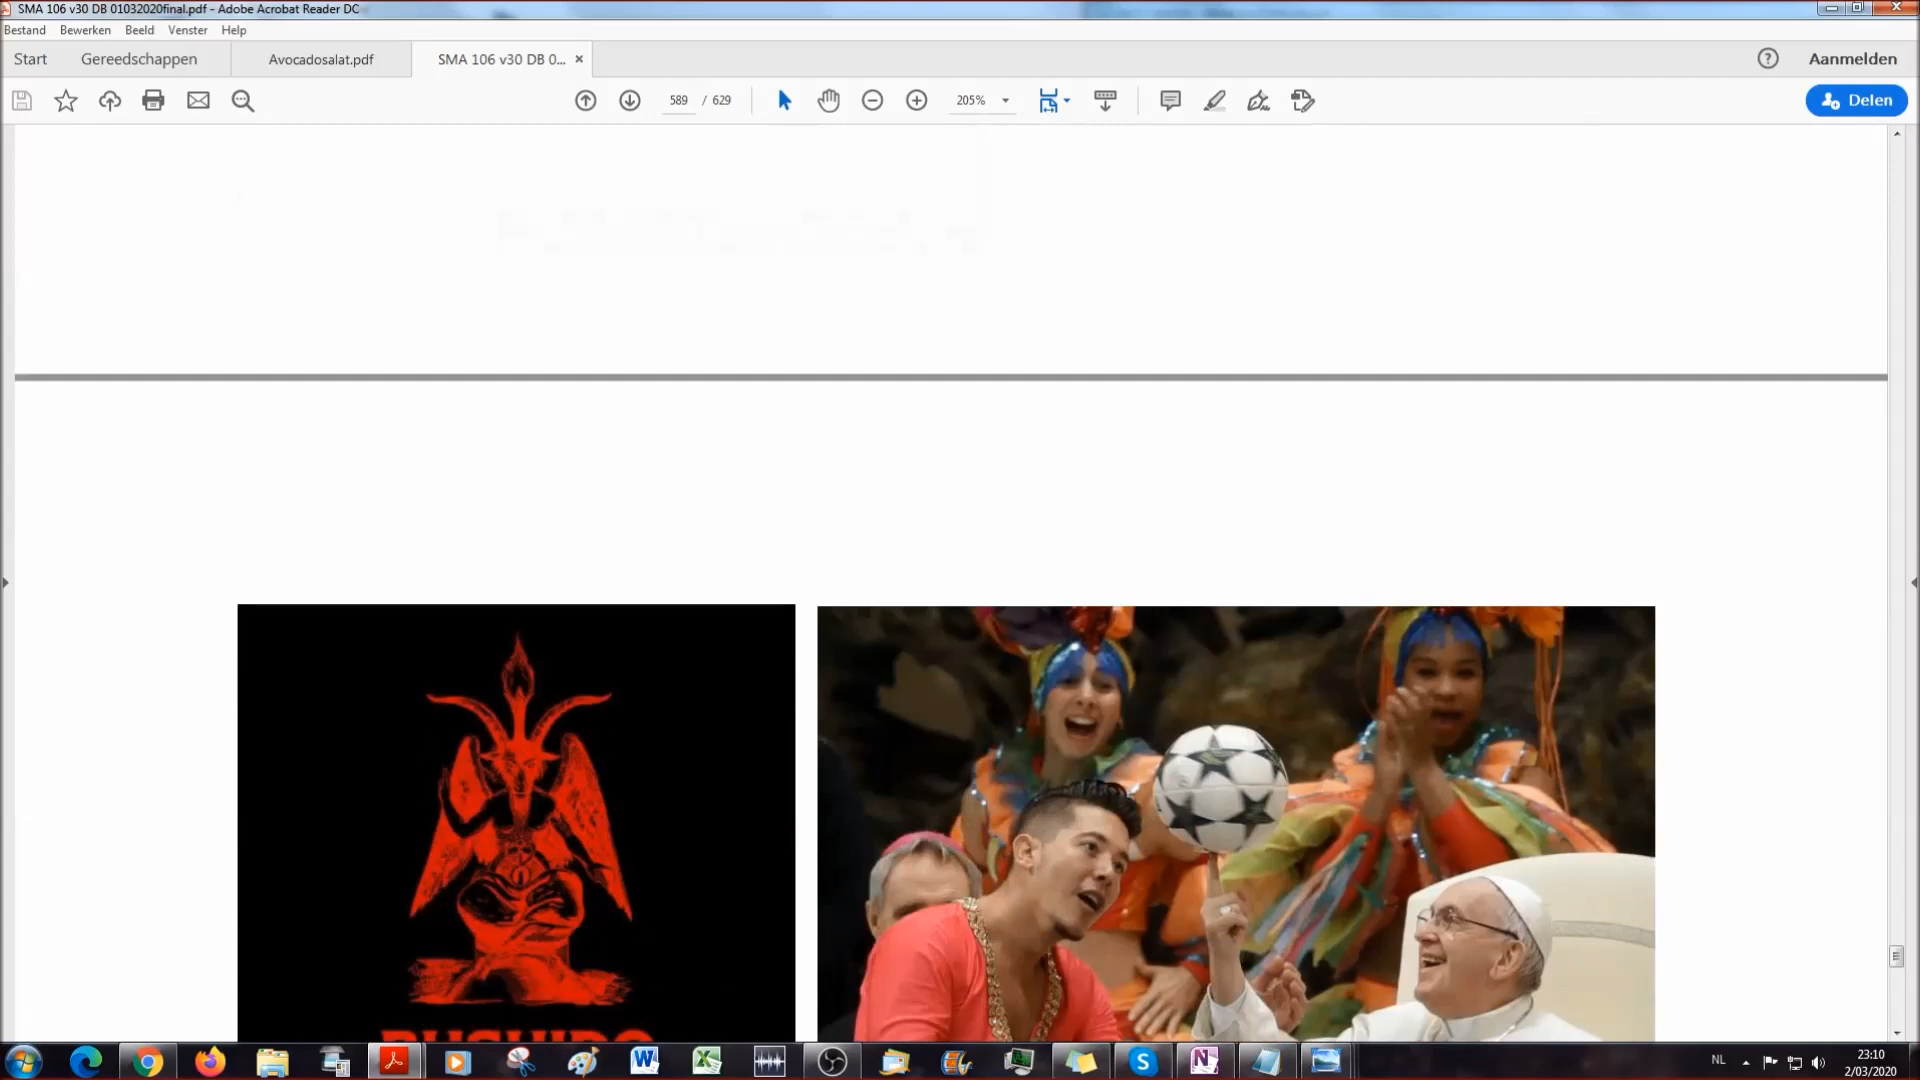 SMA 106 v30 DB 01032020final.pdf - Adobe Acrobat Reader DC
Bestand Bewerken Beeld Venster Help
Start Gereedschappen Avocadosalat.pdf SMA 106 v30 DB 0... Aanmelden
589 / 629 205% Delen
NL 23:10
2/03/2020